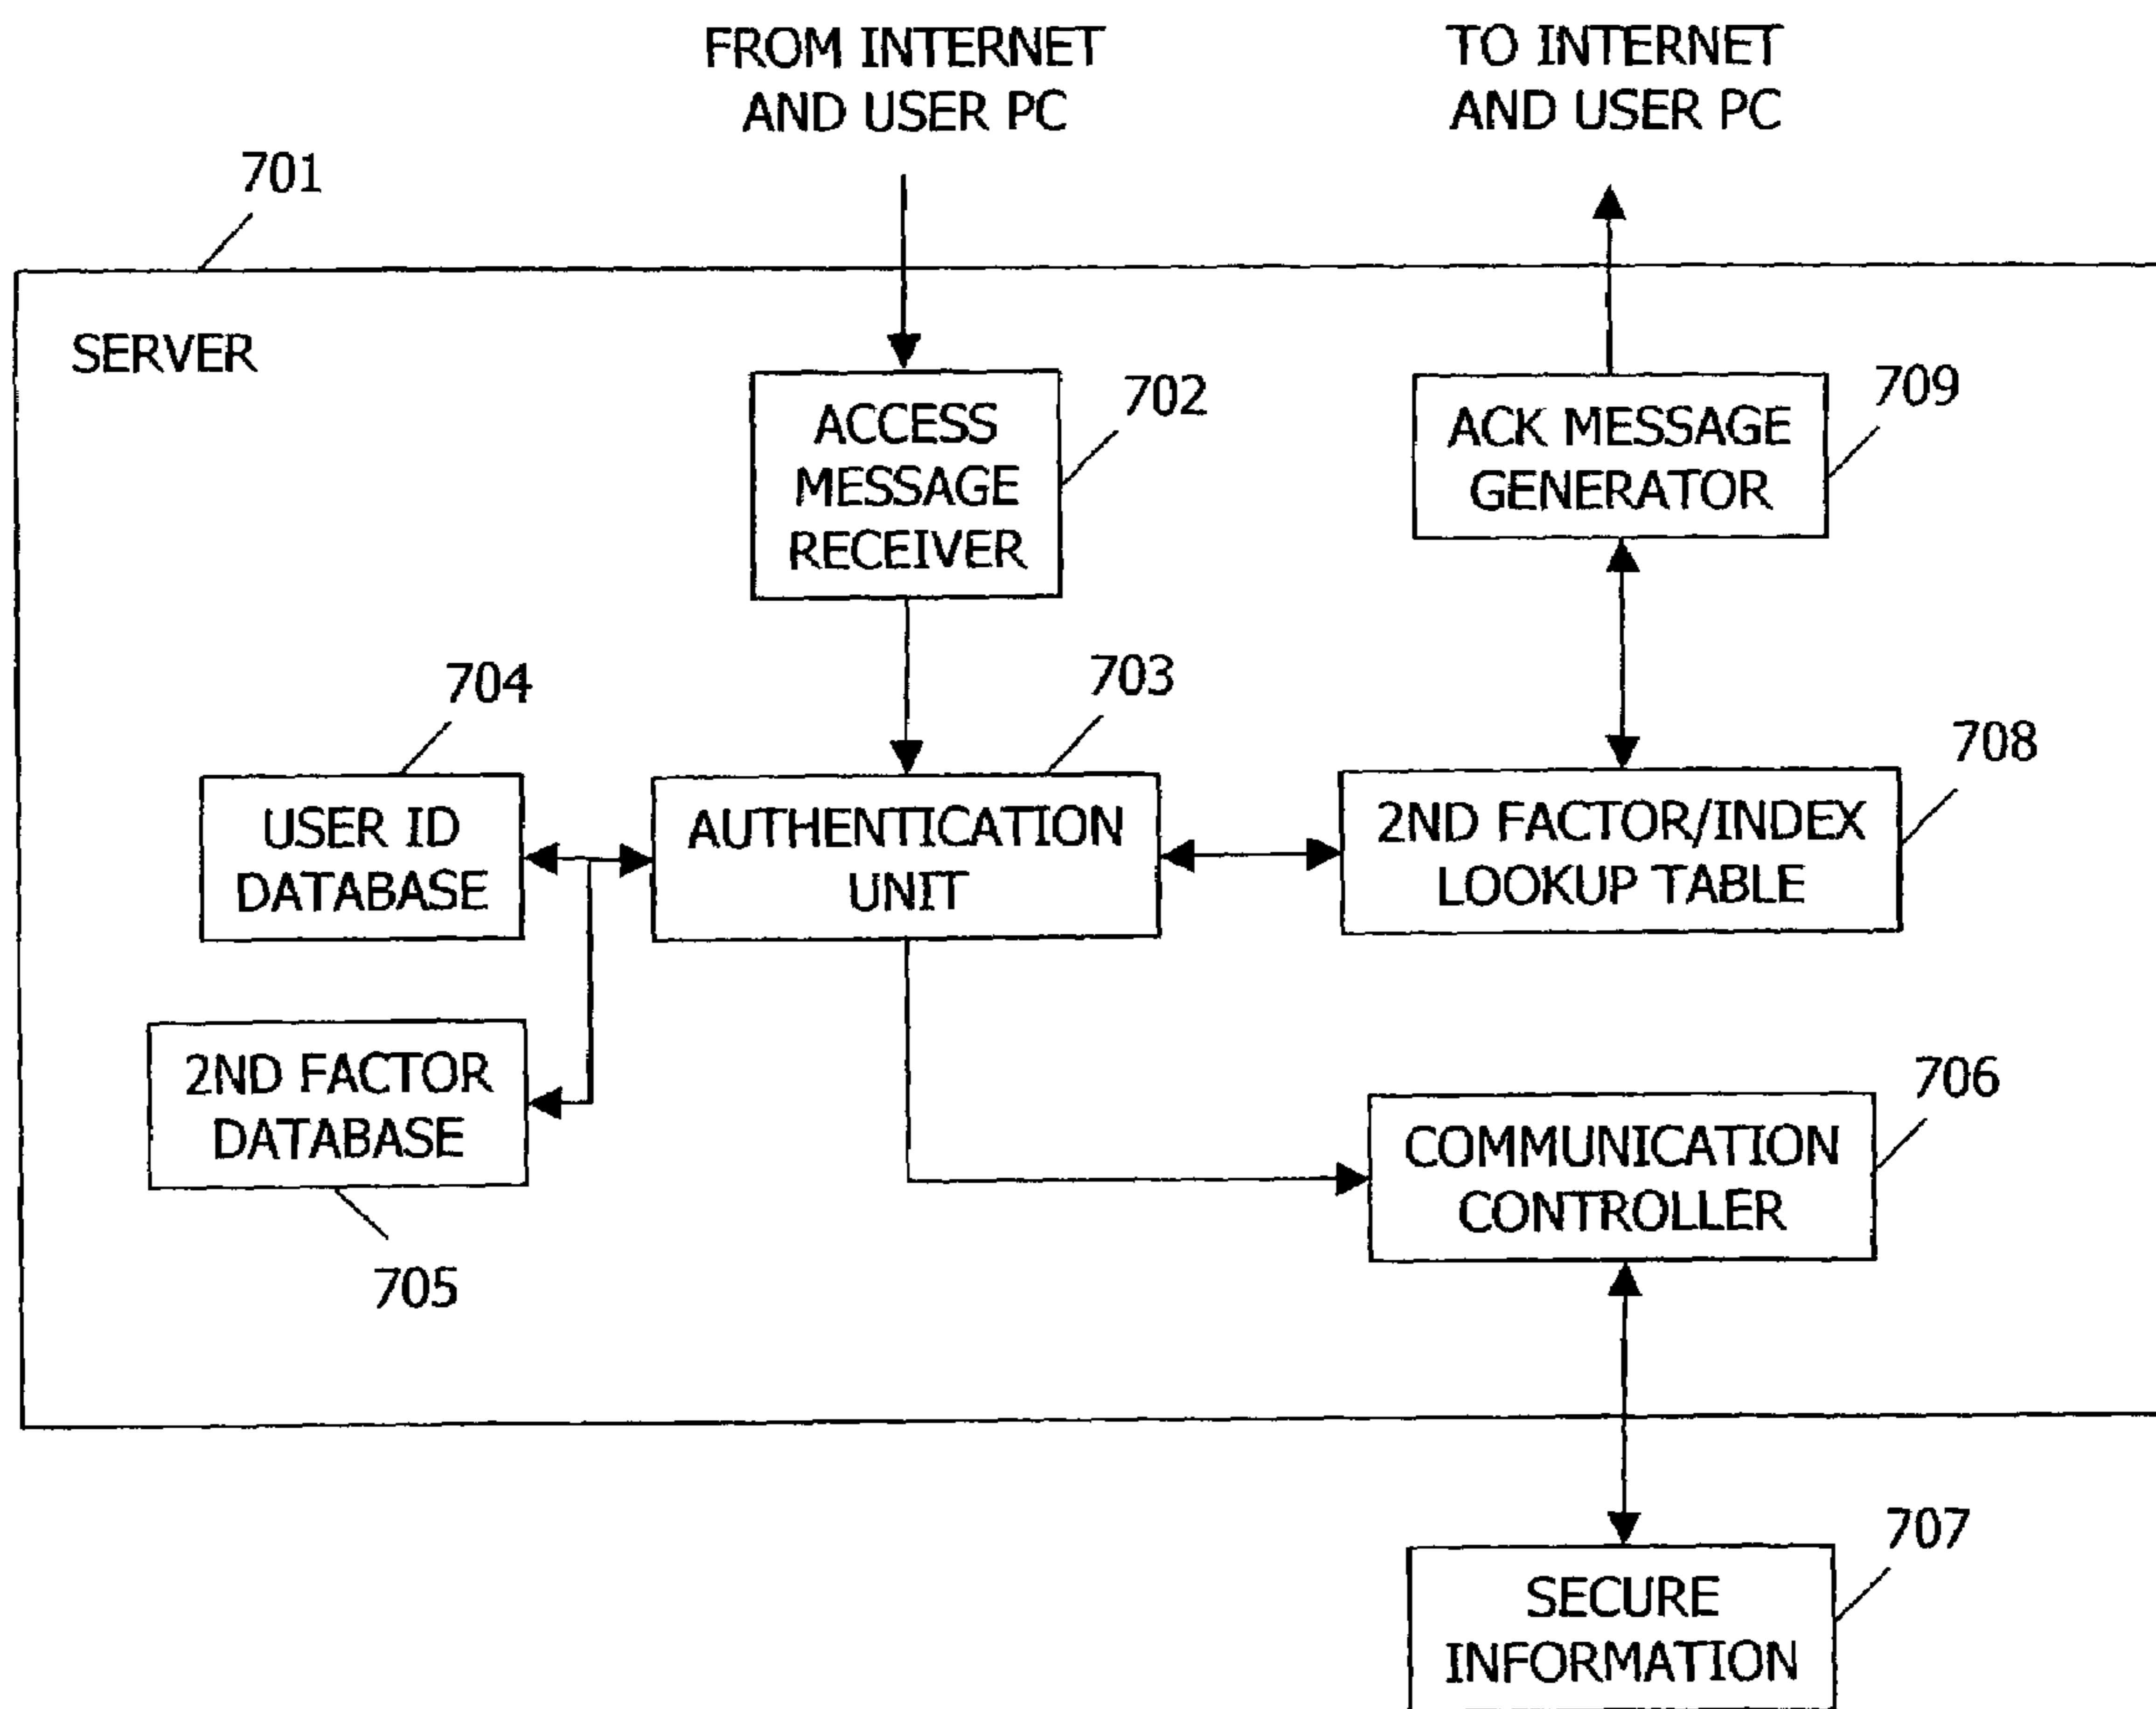 FROM INTERNET
AND USER PC
TO INTERNET
AND USER PC
701
SERVER
ACCESS
MESSAGE
RECEIVER
702
ACK MESSAGE
GENERATOR
709
704
703
708
USER ID
DATABASE
AUTHENTICATION
UNIT
2ND FACTOR/INDEX
LOOKUP TABLE
2ND FACTOR
DATABASE
705
706
COMMUNICATION
CONTROLLER
707
SECURE
INFORMATION